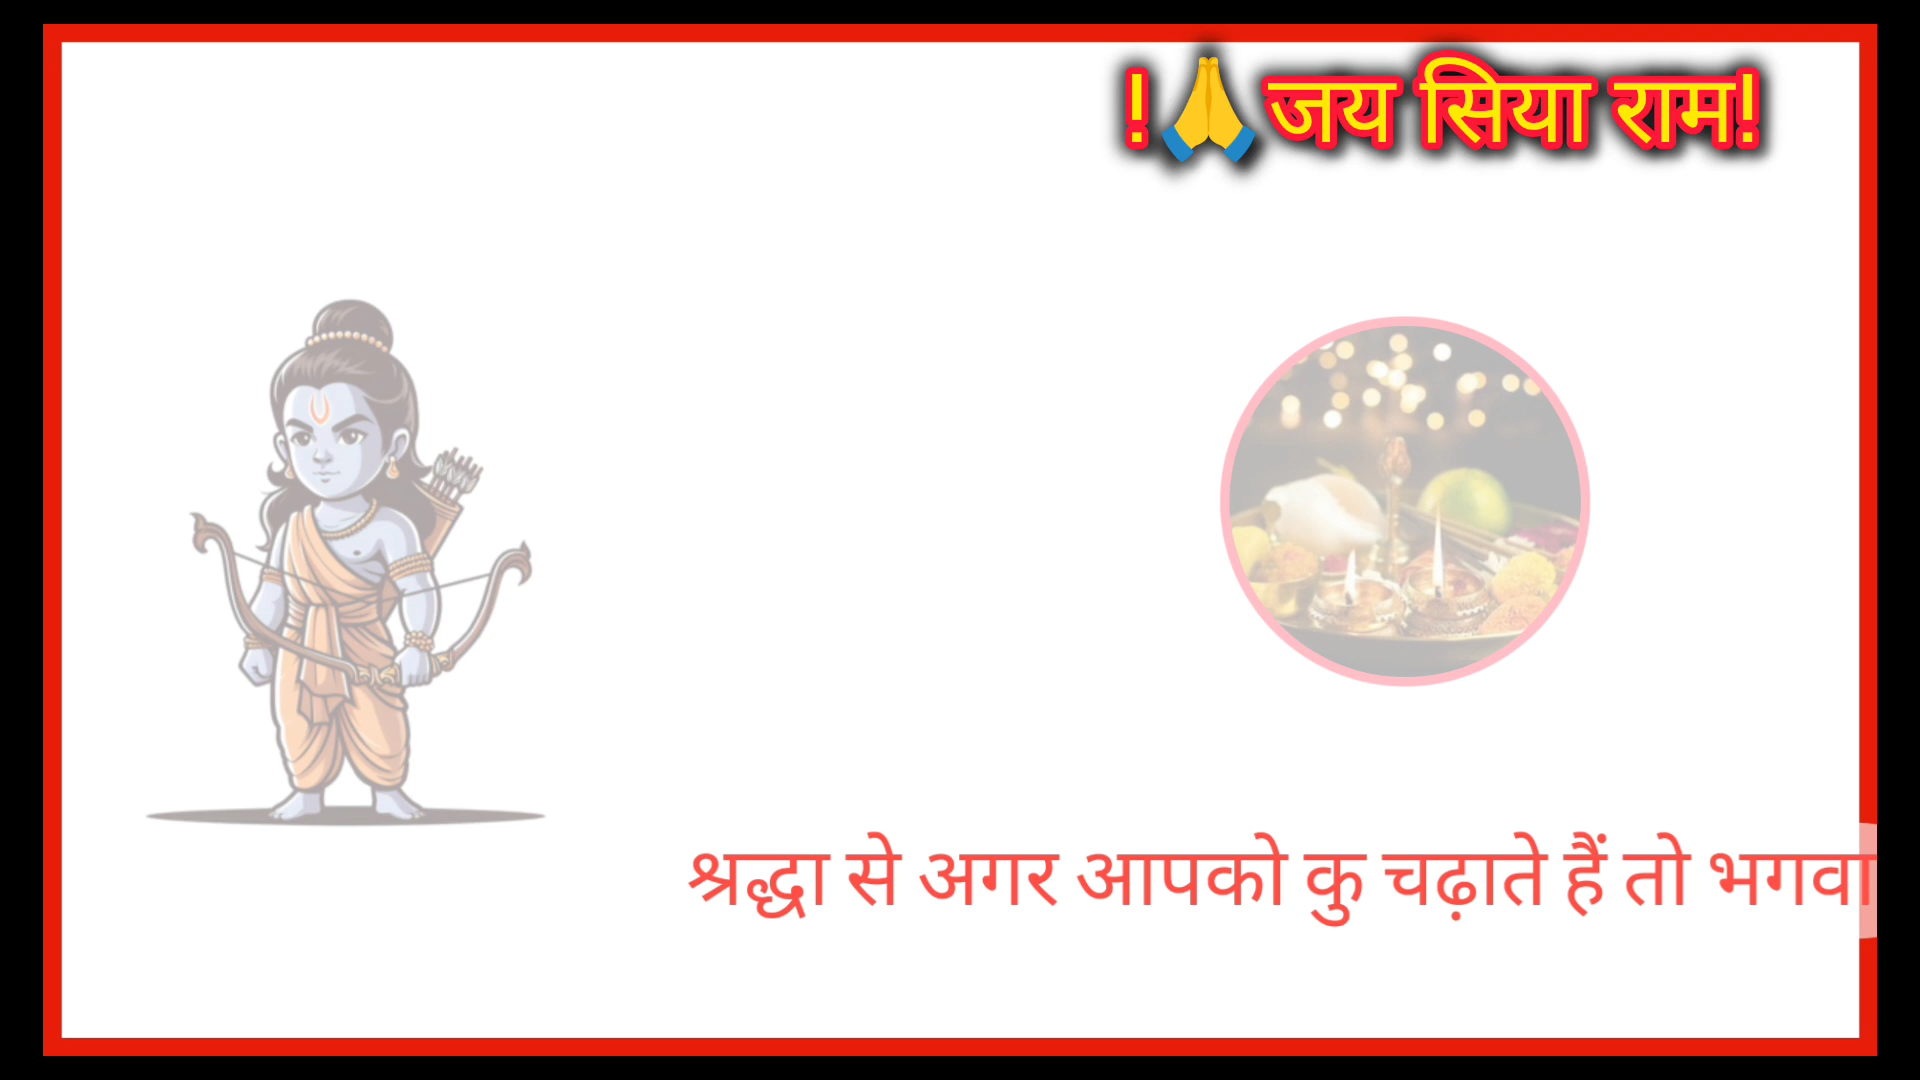 !🙏जय सिया राम!
श्रद्धा से अगर आपको कु चढ़ाते हैं तो भगवा